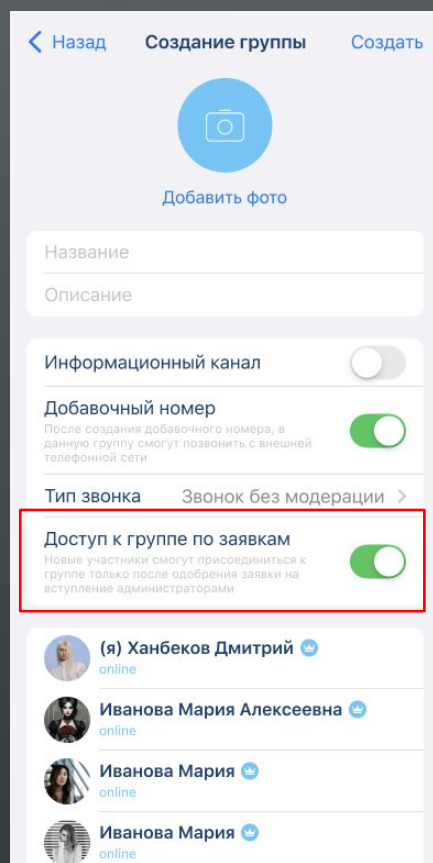 Назад Создание группы Создать
Добавить фото
Название
Описание
Информационный канал
Добавочный номер
После создания добавочного номера, в
данную группу смогут позвонить с внешней
телефонной сети
Тип звонка Звонок без модерации
Доступ к группе по заявкам
Новые участники смогут присоединиться к
группе только после одобрения заявки на
вступление администраторами
(я) Ханбеков Дмитрий
online
Иванова Мария Алексеевна
online
Иванова Мария
online
Иванова Мария
online